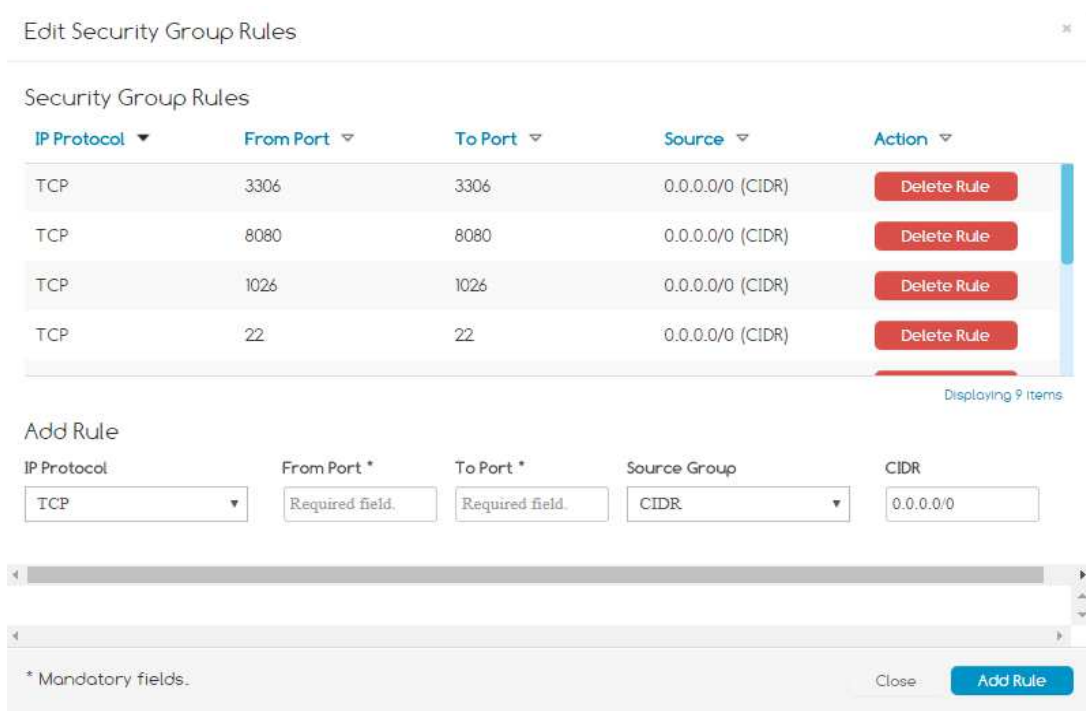 Edit Security Group Rules ×
Security Group Rules
IP Protocol From Port To Port Source Action
TCP 3306 3306 0.0.0.0/0 (CIDR) Delete Rule
TCP 8080 8080 0.0.0.0/0 (CIDR) Delete Rule
TCP 1026 1026 0.0.0.0/0 (CIDR) Delete Rule
TCP 22 22 0.0.0.0/0 (CIDR) Delete Rule
Displaying 9 items
Add Rule
IP Protocol From Port * To Port * Source Group CIDR
TCP Required field. Required field. CIDR 0.0.0.0/0
* Mandatory fields. Close Add Rule